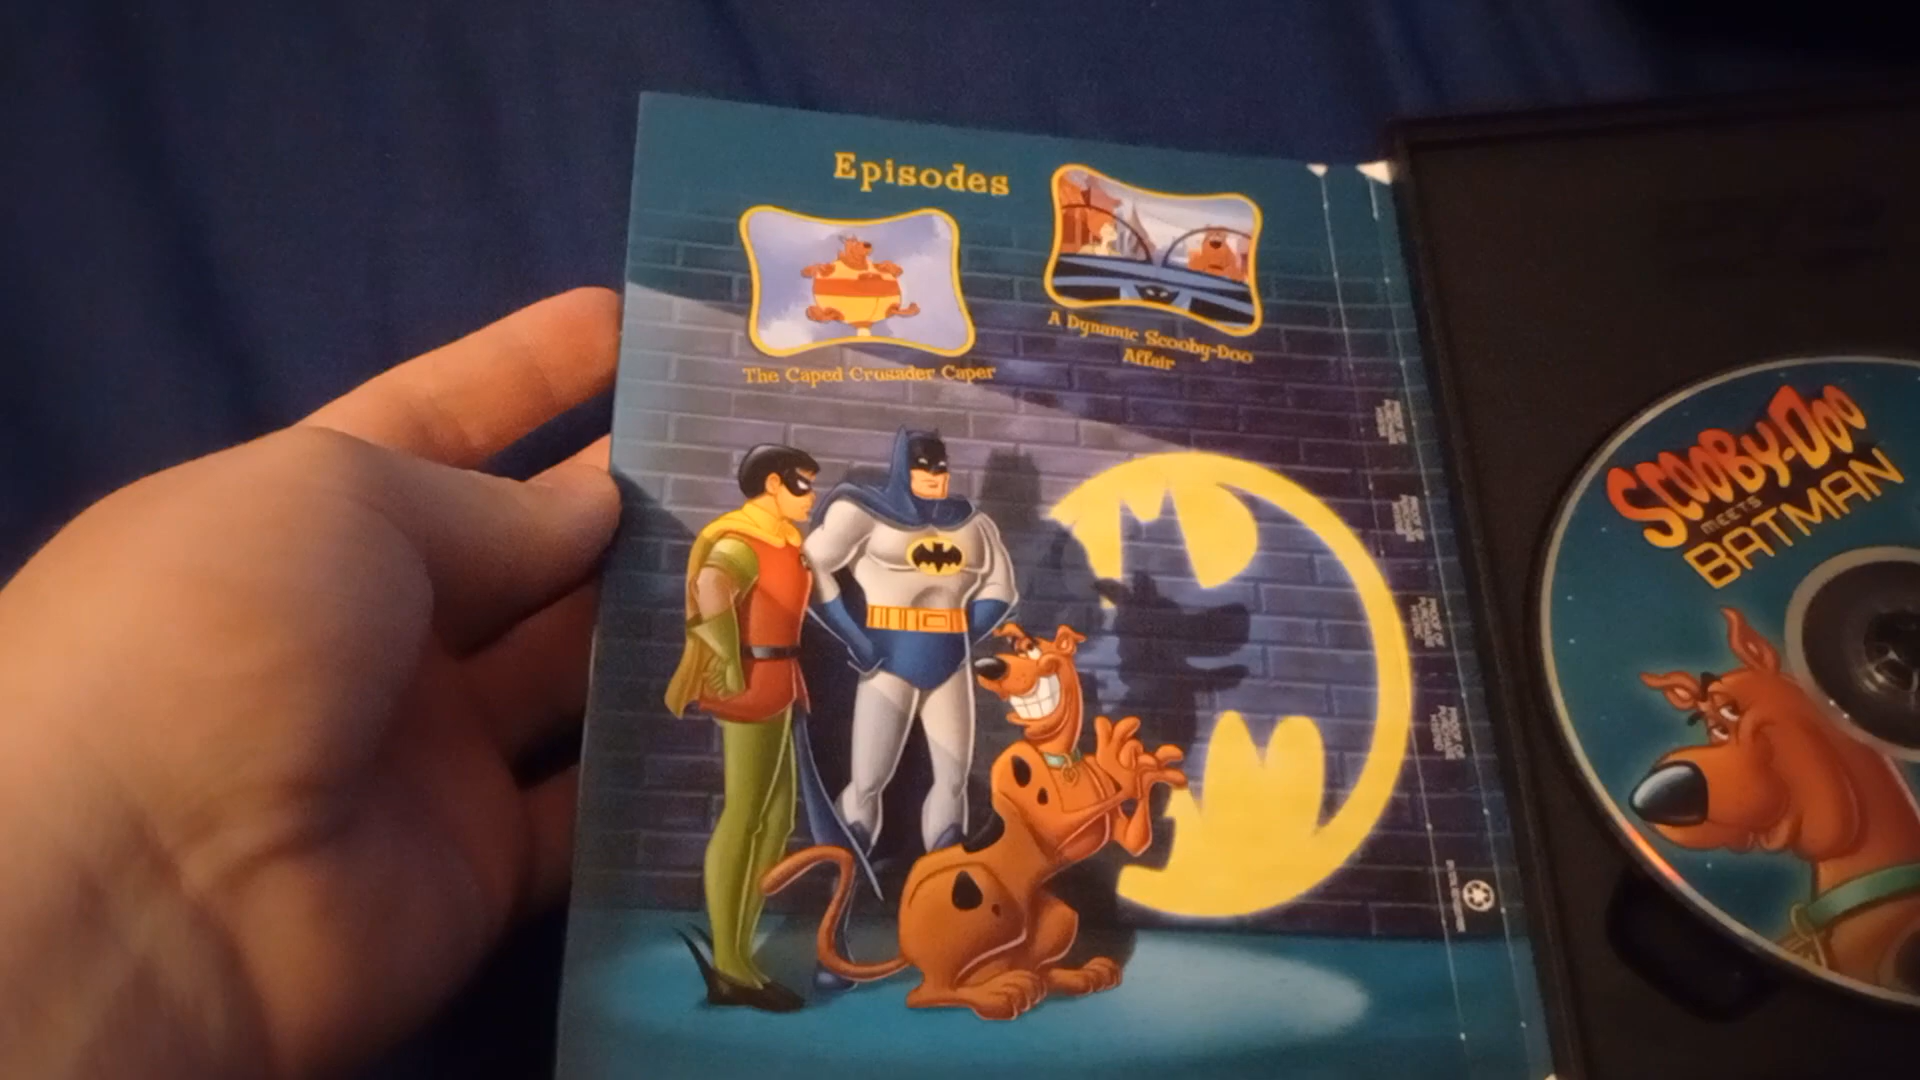 Episodes
The Caped Crusader Caper
A Dynamic Scooby-Doo
Affair
SCOOBY-DOO
MEETS
BATMAN